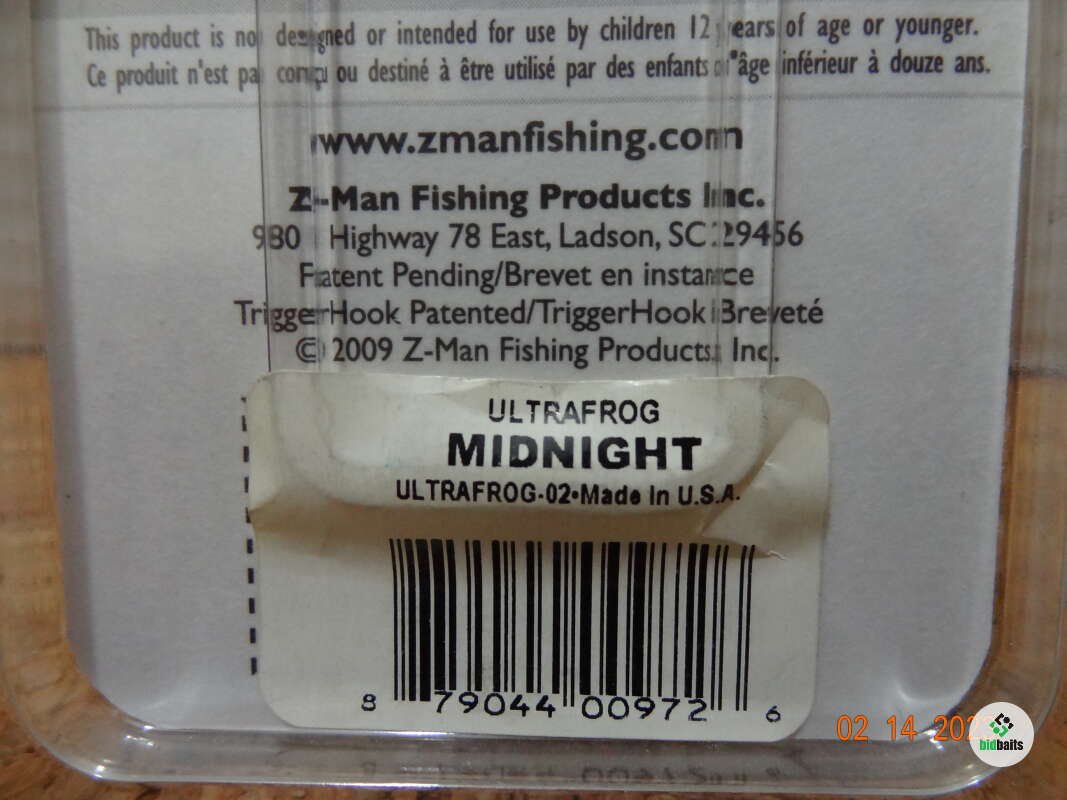 This product is not designed or intended for use by children 12 years of age or younger.
Ce produit n'est pas conçu ou destiné à être utilisé par des enfants d'âge inférieur à douze ans.
www.zmanfishing.com
Z-Man Fishing Products Inc.
980 Highway 78 East, Ladson, SC 29456
Patent Pending/Brevet en instance
TriggerHook Patented/TriggerHook Breveté
© 2009 Z-Man Fishing Products, Inc.
ULTRAFROG
MIDNIGHT
ULTRAFROG-02•Made In U.S.A.
8 79044 00972 6
02 14
bidbaits